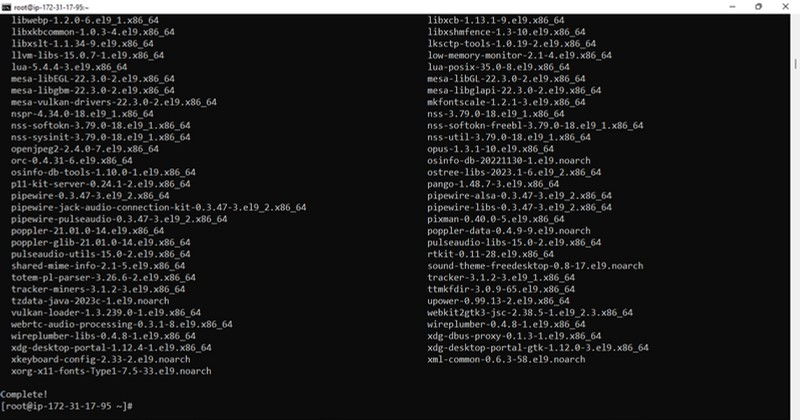 root@ip-172-31-17-95:~
libwebp-1.2.0-6.el9_1.x86_64 libxcb-1.13.1-9.el9.x86_64
libxkbcommon-1.0.3-4.el9.x86_64 libxshmfence-1.3-10.el9.x86_64
libxslt-1.1.34-9.el9.x86_64 lksctp-tools-1.0.19-2.el9.x86_64
llvm-libs-15.0.7-1.el9.x86_64 low-memory-monitor-2.1-4.el9.x86_64
lua-5.4.4-3.el9.x86_64 lua-posix-35.0-8.el9.x86_64
mesa-libEGL-22.3.0-2.el9.x86_64 mesa-libGL-22.3.0-2.el9.x86_64
mesa-libgbm-22.3.0-2.el9.x86_64 mesa-libglapi-22.3.0-2.el9.x86_64
mesa-vulkan-drivers-22.3.0-2.el9.x86_64 mkfontscale-1.2.1-3.el9.x86_64
nspr-4.34.0-18.el9_1.x86_64 nss-3.79.0-18.el9_1.x86_64
nss-softokn-3.79.0-18.el9_1.x86_64 nss-softokn-freebl-3.79.0-18.el9_1.x86_64
nss-sysinit-3.79.0-18.el9_1.x86_64 nss-util-3.79.0-18.el9_1.x86_64
openjpeg2-2.4.0-7.el9.x86_64 opus-1.3.1-10.el9.x86_64
orc-0.4.31-6.el9.x86_64 osinfo-db-20221130-1.el9.noarch
osinfo-db-tools-1.10.0-1.el9.x86_64 ostree-libs-2023.1-6.el9_2.x86_64
p11-kit-server-0.24.1-2.el9.x86_64 pango-1.48.7-3.el9.x86_64
pipewire-0.3.47-3.el9_2.x86_64 pipewire-alsa-0.3.47-3.el9_2.x86_64
pipewire-jack-audio-connection-kit-0.3.47-3.el9_2.x86_64 pipewire-libs-0.3.47-3.el9_2.x86_64
pipewire-pulseaudio-0.3.47-3.el9_2.x86_64 pixman-0.40.0-5.el9.x86_64
poppler-21.01.0-14.el9.x86_64 poppler-data-0.4.9-9.el9.noarch
poppler-glib-21.01.0-14.el9.x86_64 pulseaudio-libs-15.0-2.el9.x86_64
pulseaudio-utils-15.0-2.el9.x86_64 rtkit-0.11-28.el9.x86_64
shared-mime-info-2.1-5.el9.x86_64 sound-theme-freedesktop-0.8-17.el9.noarch
totem-pl-parser-3.26.6-2.el9.x86_64 tracker-3.1.2-3.el9_1.x86_64
tracker-miners-3.1.2-3.el9.x86_64 ttmkfdir-3.0.9-65.el9.x86_64
tzdata-java-2023c-1.el9.noarch upower-0.99.13-2.el9.x86_64
vulkan-loader-1.3.239.0-1.el9.x86_64 webkit2gtk3-jsc-2.38.5-1.el9_2.3.x86_64
webrtc-audio-processing-0.3.1-8.el9.x86_64 wireplumber-0.4.8-1.el9.x86_64
wireplumber-libs-0.4.8-1.el9.x86_64 xdg-dbus-proxy-0.1.3-1.el9.x86_64
xdg-desktop-portal-1.12.4-1.el9.x86_64 xdg-desktop-portal-gtk-1.12.0-3.el9.x86_64
xkeyboard-config-2.33-2.el9.noarch xml-common-0.6.3-58.el9.noarch
xorg-x11-fonts-Type1-7.5-33.el9.noarch
Complete!
[root@ip-172-31-17-95 ~]#